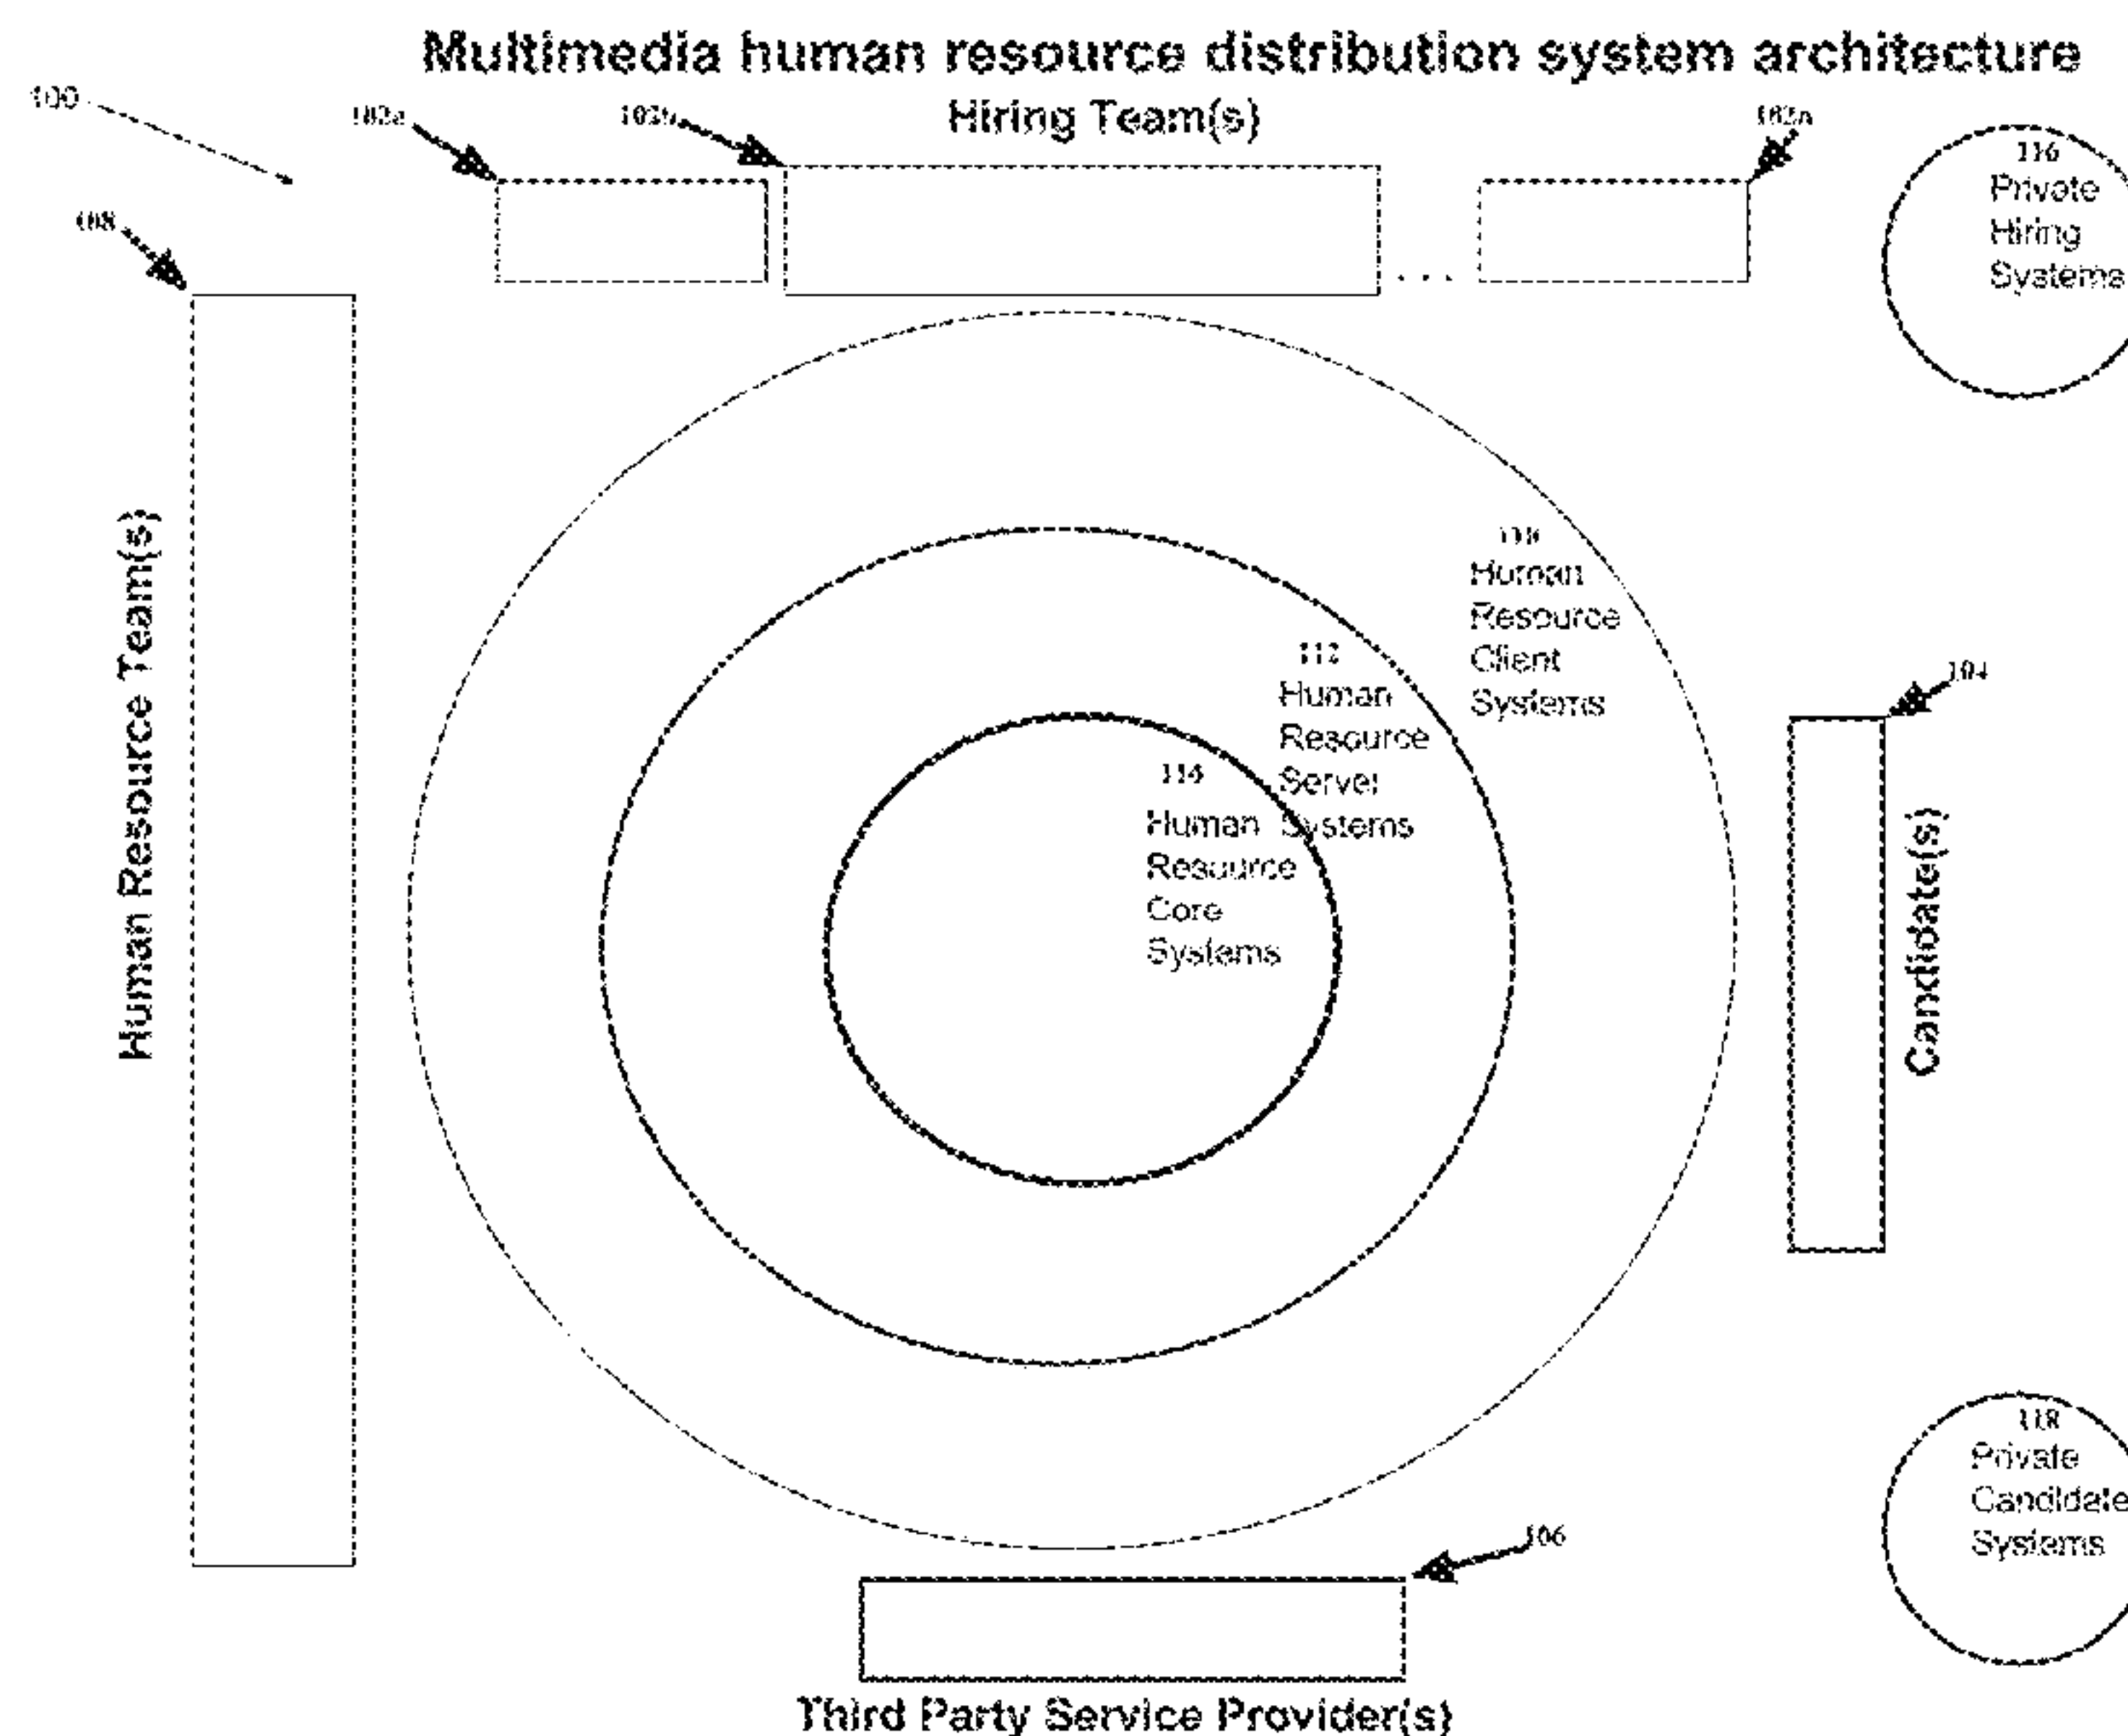 Multimedia human resource distribution system architecture
Hiring Team(s)
100
102a
102b
102n
108
116
Private
Hiring
Systems
Human Resource Team(s)
Human
Resource
Client
Systems
112
Human
Resource
Server
Systems
Human
Resource
Core
Systems
104
Candidate(s)
118
Private
Candidate
Systems
106
Third Party Service Provider(s)